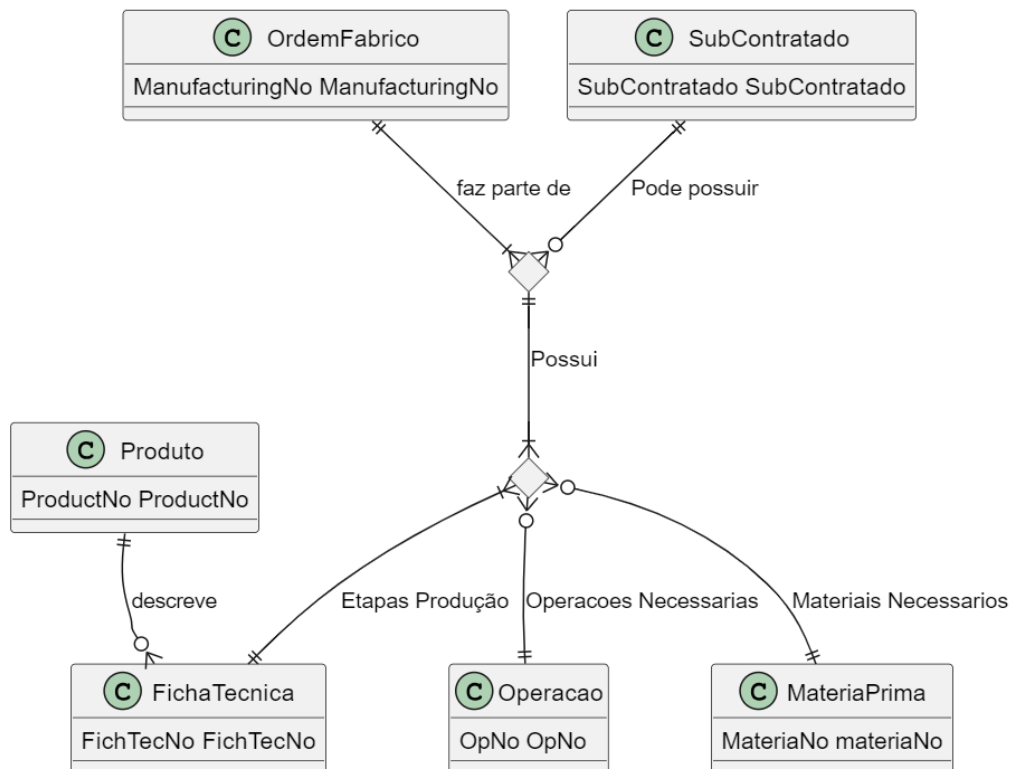 C OrdemFabrico
ManufacturingNo ManufacturingNo
C SubContratado
SubContratado SubContratado
faz parte de
Pode possuir
Possui
C Produto
ProductNo ProductNo
descreve
Etapas Produção
Operacoes Necessarias
Materiais Necessarios
C FichaTecnica
FichTecNo FichTecNo
C Operacao
OpNo OpNo
C MateriaPrima
MateriaNo materiaNo